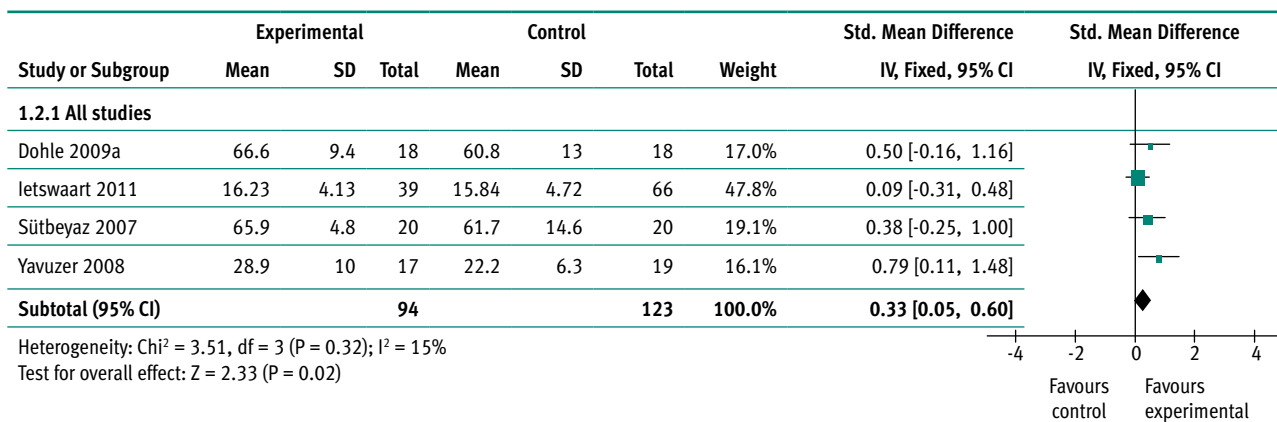 Experimental Control Std. Mean Difference Std. Mean Difference
Study or Subgroup Mean SD Total Mean SD Total Weight IV, Fixed, 95% CI IV, Fixed, 95% CI
1.2.1 All studies
Dohle 2009a 66.6 9.4 18 60.8 13 18 17.0% 0.50 [-0.16, 1.16]
Ietswaart 2011 16.23 4.13 39 15.84 4.72 66 47.8% 0.09 [-0.31, 0.48]
Sütbeyaz 2007 65.9 4.8 20 61.7 14.6 20 19.1% 0.38 [-0.25, 1.00]
Yavuzer 2008 28.9 10 17 22.2 6.3 19 16.1% 0.79 [0.11, 1.48]
Subtotal (95% CI) 94 123 100.0% 0.33 [0.05, 0.60]
Heterogeneity: Chi² = 3.51, df = 3 (P = 0.32); I² = 15%
Test for overall effect: Z = 2.33 (P = 0.02)
-4 -2 0 2 4
Favours control
Favours experimental